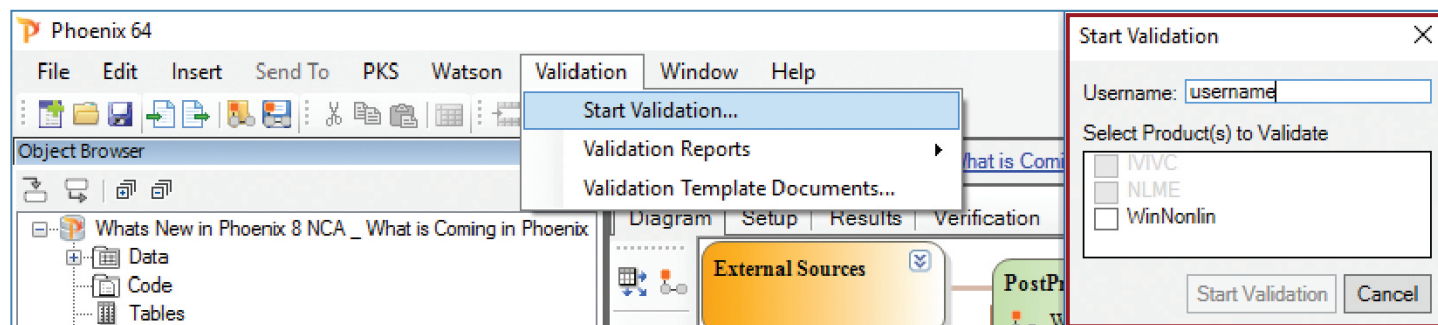 Phoenix 64
File Edit Insert Send To PKS Watson Validation Window Help
Start Validation...
Validation Reports
Validation Template Documents...
Object Browser
hat is Comi
Whats New in Phoenix 8 NCA _ What is Coming in Phoenix
Data
Code
Tables
Diagram Setup Results Verification
External Sources
PostPr
W
Start Validation
Username: username
Select Product(s) to Validate
IVIVC
NLME
WinNonlin
Start Validation Cancel